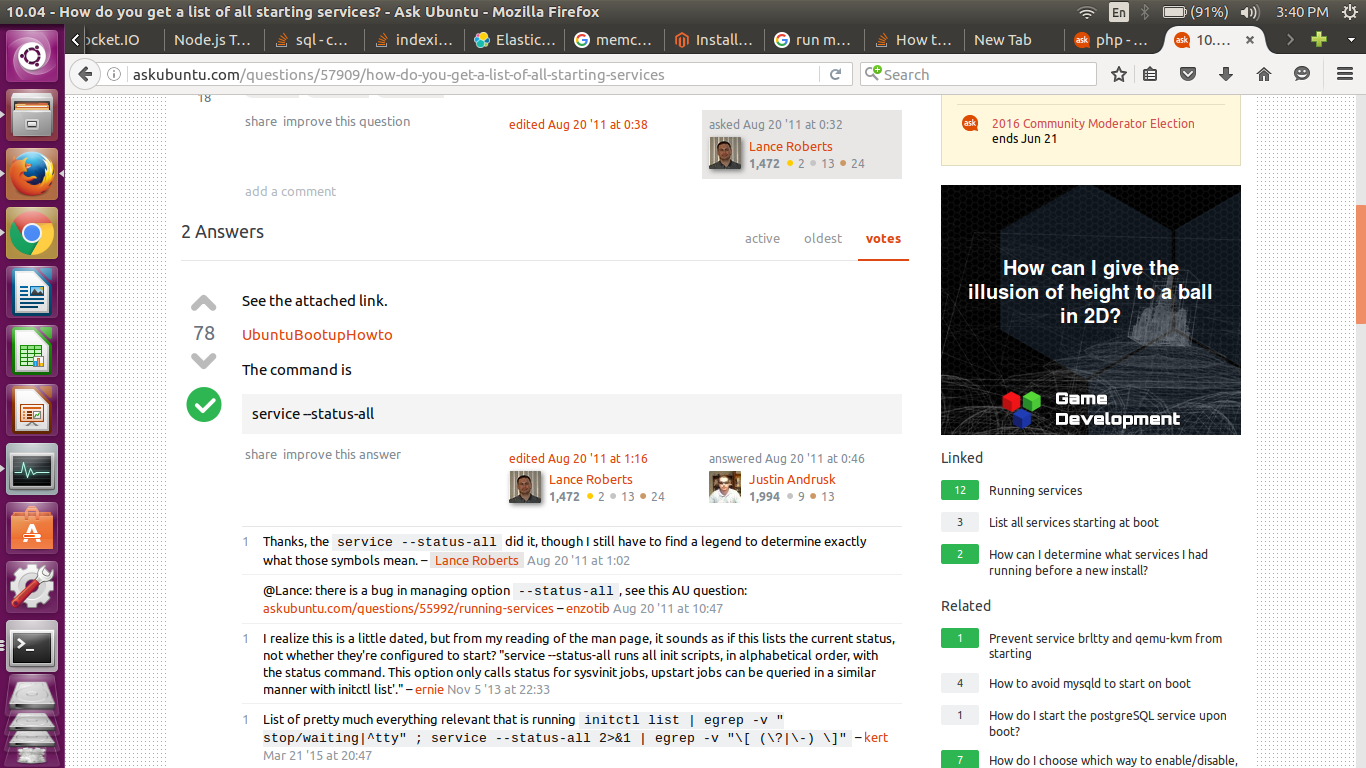 10.04 - How do you get a list of all starting services? - Ask Ubuntu - Mozilla Firefox
En
(91%)
3:40 PM
ocket.IO
Node.js T...
sql - c...
indexi...
Elastic...
memc...
Install...
run m...
How t...
New Tab
php - ...
10....
askubuntu.com/questions/57909/how-do-you-get-a-list-of-all-starting-services
Search
18
share improve this question
edited Aug 20 '11 at 0:38
asked Aug 20 '11 at 0:32
Lance Roberts
1,472 2 13 24
add a comment
2 Answers
active
oldest
votes
78
See the attached link.
UbuntuBootupHowto
The command is
service –status-all
share improve this answer
edited Aug 20 '11 at 1:16
Lance Roberts
1,472 2 13 24
answered Aug 20 '11 at 0:46
Justin Andrusk
1,994 9 13
1 Thanks, the service --status-all did it, though I still have to find a legend to determine exactly
what those symbols mean. – Lance Roberts Aug 20 '11 at 1:02
@Lance: there is a bug in managing option --status-all, see this AU question:
askubuntu.com/questions/55992/running-services – enzotib Aug 20 '11 at 10:47
1 I realize this is a little dated, but from my reading of the man page, it sounds as if this lists the current status,
not whether they're configured to start? "service –status-all runs all init scripts, in alphabetical order, with
the status command. This option only calls status for sysvinit jobs, upstart jobs can be queried in a similar
manner with initctl list'." – ernie Nov 5 '13 at 22:33
1 List of pretty much everything relevant that is running initctl list | egrep -v "
stop/waiting|^tty" ; service --status-all 2>&1 | egrep -v "\[ (\?|\-) \]" – kert
Mar 21 '15 at 20:47
ask
2016 Community Moderator Election
ends Jun 21
How can I give the
illusion of height to a ball
in 2D?
Game
Development
Linked
12 Running services
3 List all services starting at boot
2 How can I determine what services I had
running before a new install?
Related
1 Prevent service brltty and qemu-kvm from
starting
4 How to avoid mysqld to start on boot
1 How do I start the postgreSQL service upon
boot?
7 How do I choose which way to enable/disable,